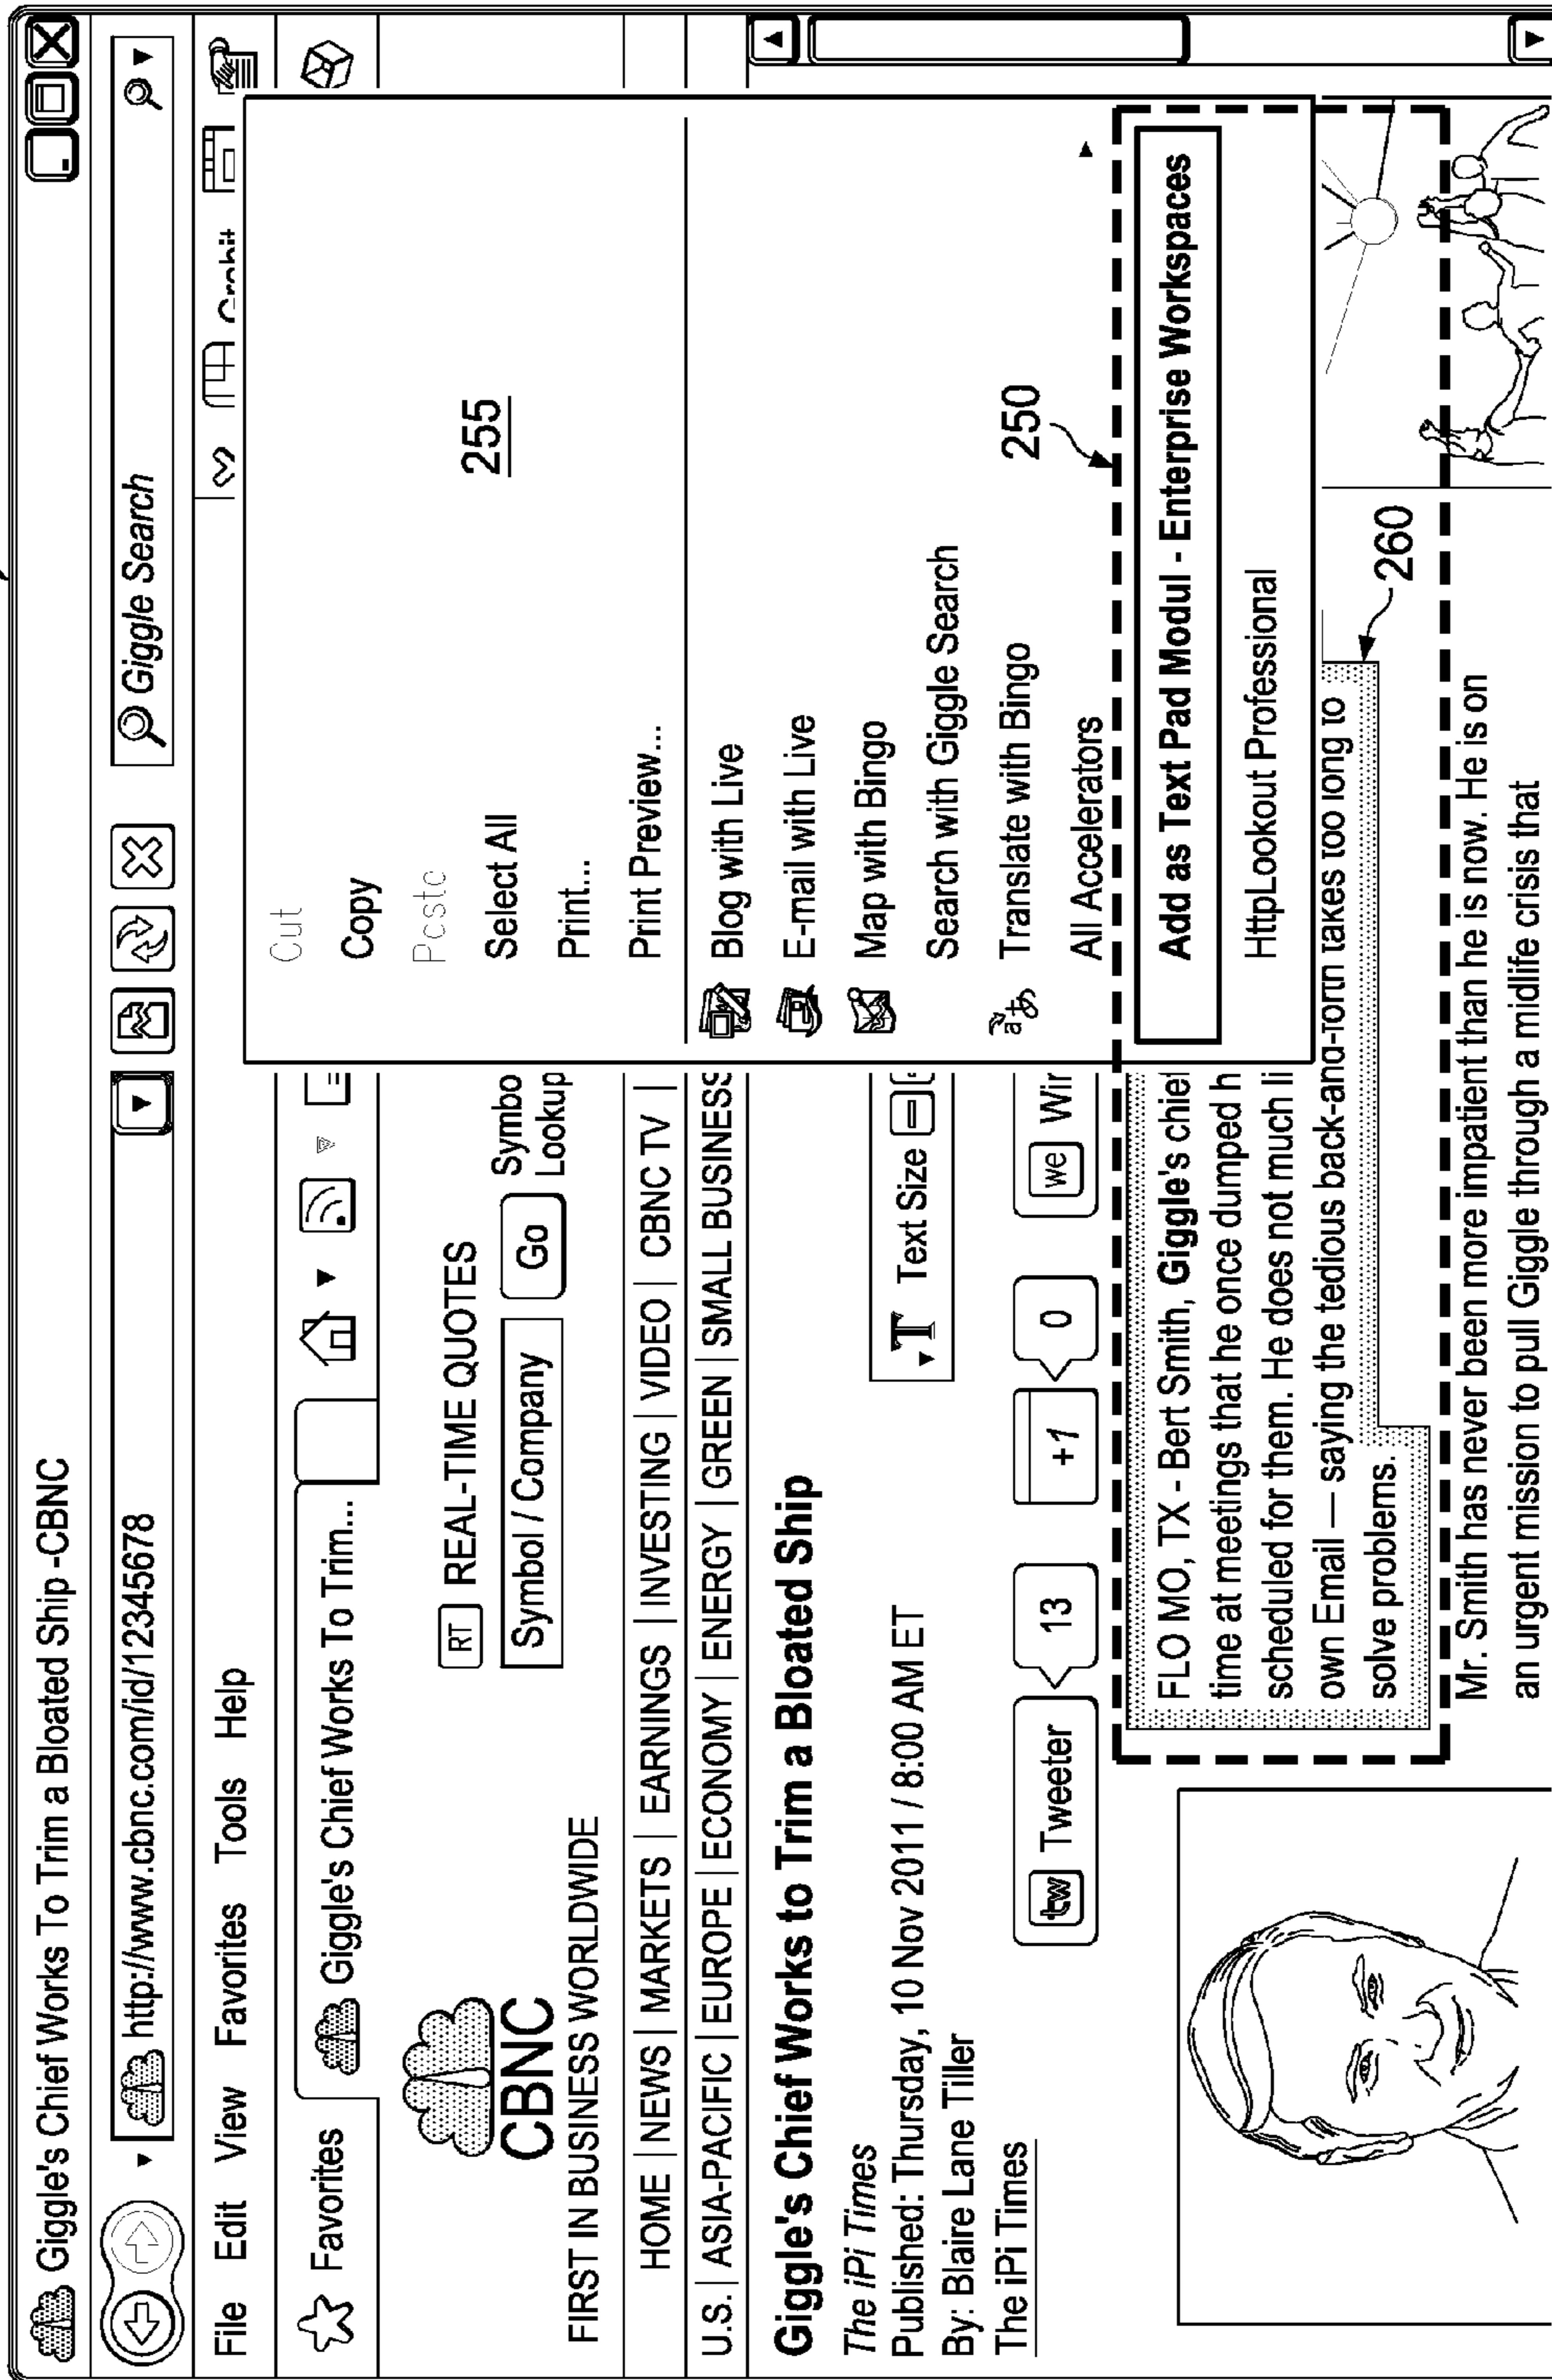 Giggle's Chief Works To Trim a Bloated Ship -CBNC
http://www.cbnc.com/id/12345678
Giggle Search
File Edit View Favorites Tools Help
Favorites
Giggle's Chief Works To Trim...
CBNC
FIRST IN BUSINESS WORLDWIDE
RT REAL-TIME QUOTES
Symbol / Company Go
Symbo
Lookup
HOME | NEWS | MARKETS | EARNINGS | INVESTING | VIDEO | CBNC TV |
U.S. | ASIA-PACIFIC | EUROPE | ECONOMY | ENERGY | GREEN | SMALL BUSINESS
Giggle's Chief Works to Trim a Bloated Ship
The iPi Times
Published: Thursday, 10 Nov 2011 / 8:00 AM ET
By: Blaire Lane Tiller
The iPi Times
T Text Size
tw Tweeter 13 +1 0 we Wir
FLO MO, TX - Bert Smith, Giggle's chief
time at meetings that he once dumped h
scheduled for them. He does not much li
own Email — saying the tedious back-and-forth takes too long to
solve problems.
Mr. Smith has never been more impatient than he is now. He is on
an urgent mission to pull Giggle through a midlife crisis that
Cut
Copy
Pcstc
Select All
Print...
Print Preview...
255
Blog with Live
E-mail with Live
Map with Bingo
Search with Giggle Search
Translate with Bingo
All Accelerators
250
Add as Text Pad Modul - Enterprise Workspaces
HttpLookout Professional
260